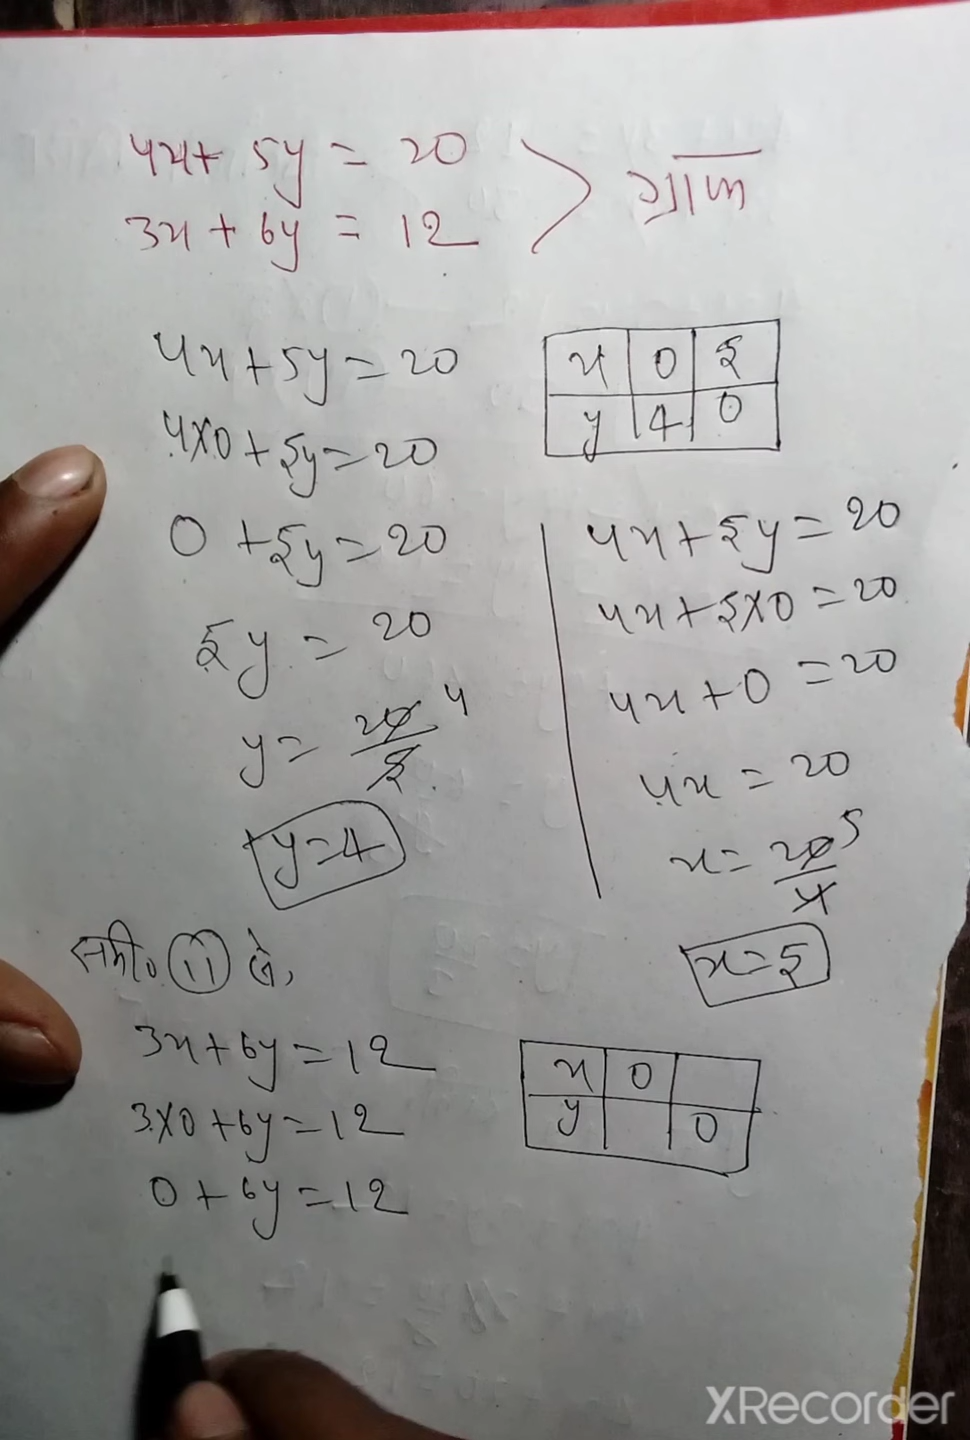 4x + 5y = 20
3x + 6y = 12
ग्राफ
4x + 5y = 20
4×0 + 5y = 20
0 + 5y = 20
5y = 20
y = 20/5 4
y = 4
x 0 5
y 4 0
4x + 5y = 20
4x + 5×0 = 20
4x + 0 = 20
4x = 20
x = 20/4 5
x = 5
समी० (ii) से,
3x + 6y = 12
3×0 + 6y = 12
0 + 6y = 12
x 0
y 0
XRecorder